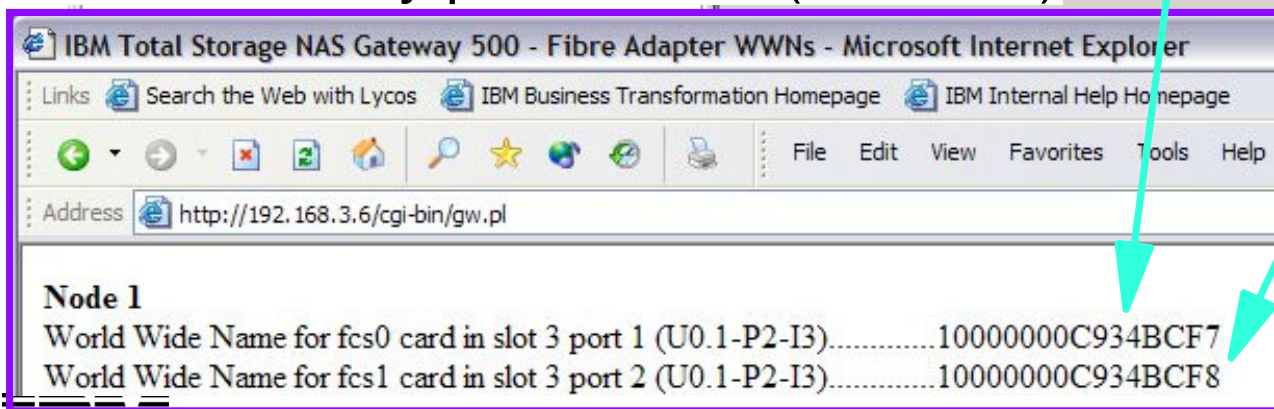 IBM Total Storage NAS Gateway 500 - Fibre Adapter WWNs - Microsoft Internet Explorer
Links Search the Web with Lycos IBM Business Transformation Homepage IBM Internal Help Homepage
File Edit View Favorites Tools Help
Address http://192.168.3.6/cgi-bin/gw.pl
Node 1
World Wide Name for fcs0 card in slot 3 port 1 (U0.1-P2-I3).............10000000C934BCF7
World Wide Name for fcs1 card in slot 3 port 2 (U0.1-P2-I3).............10000000C934BCF8